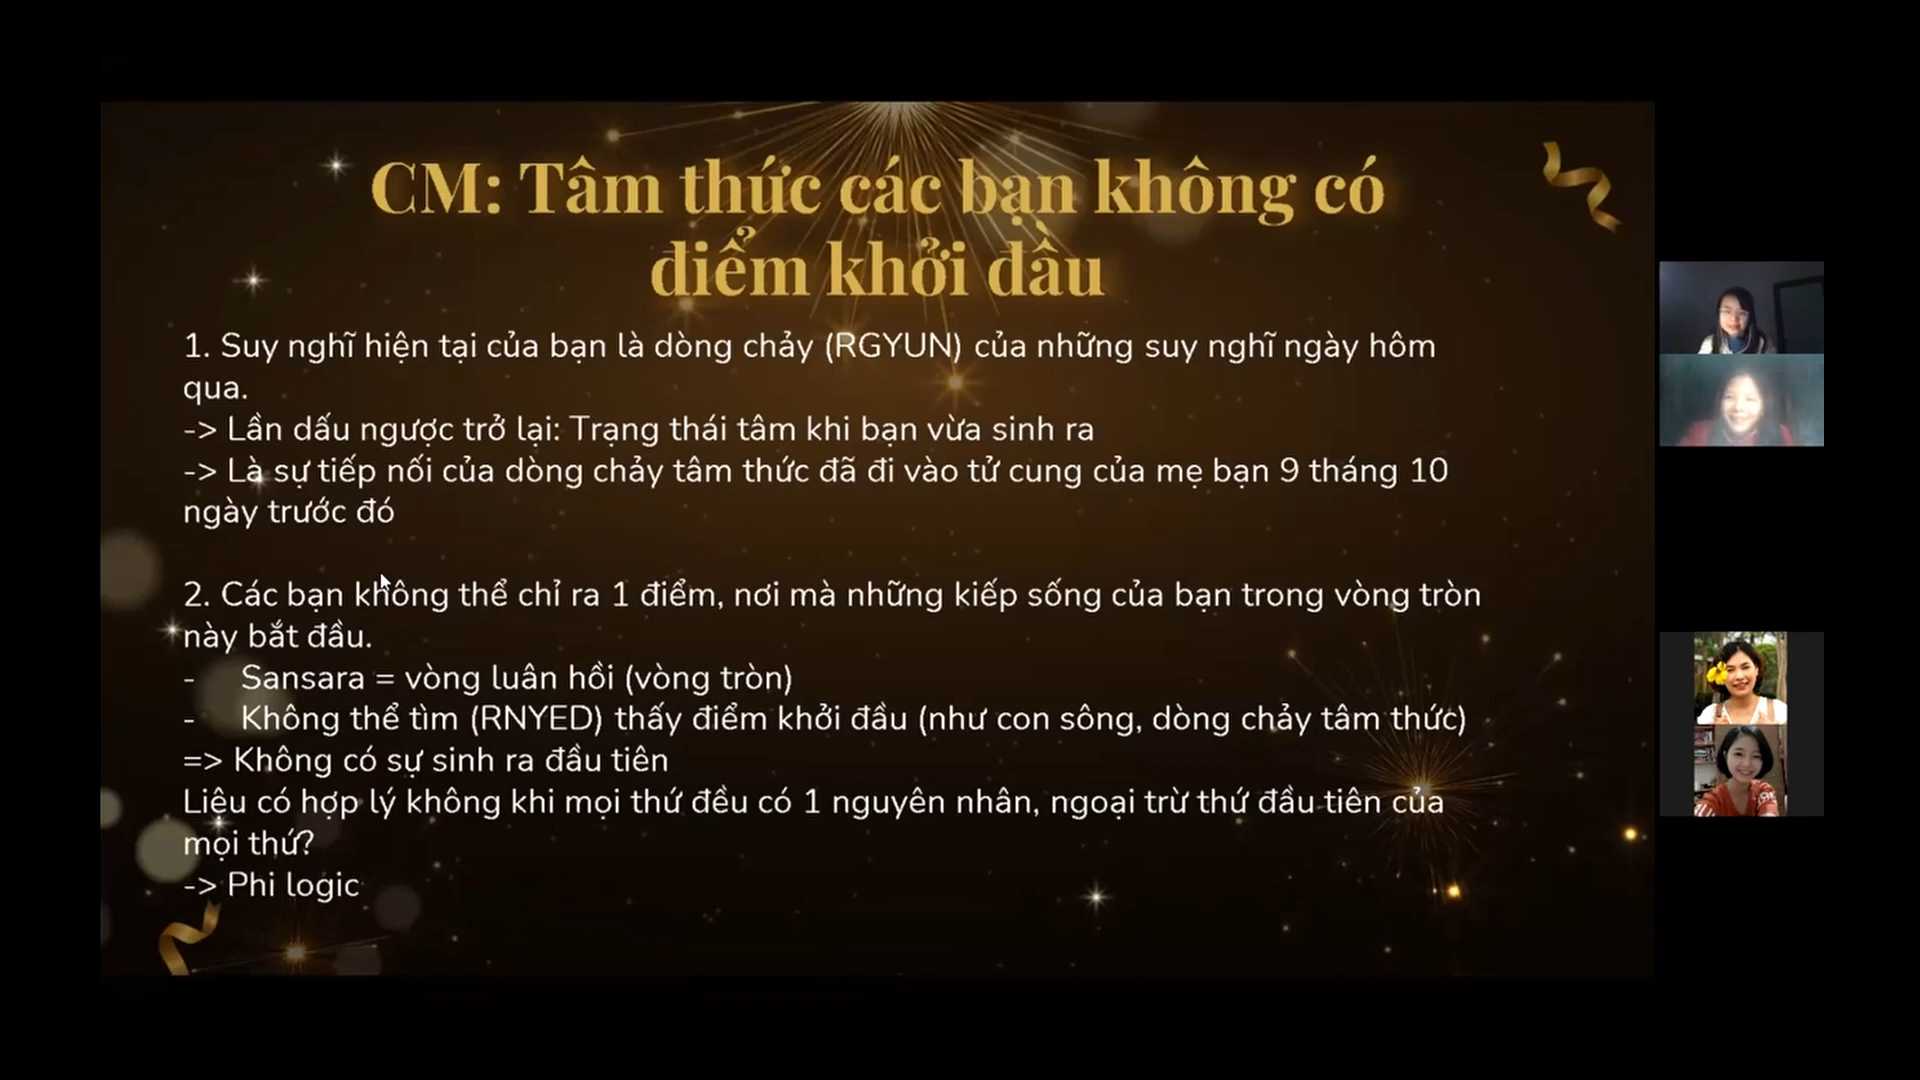 CM: Tâm thức các bạn không có
điểm khởi đầu
1. Suy nghĩ hiện tại của bạn là dòng chảy (RGYUN) của những suy nghĩ ngày hôm
qua.
-> Lần dấu ngược trở lại: Trạng thái tâm khi bạn vừa sinh ra
-> Là sự tiếp nối của dòng chảy tâm thức đã đi vào tử cung của mẹ bạn 9 tháng 10
ngày trước đó
2. Các bạn không thể chỉ ra 1 điểm, nơi mà những kiếp sống của bạn trong vòng tròn
này bắt đầu.
- Sansara = vòng luân hồi (vòng tròn)
- Không thể tìm (RNYED) thấy điểm khởi đầu (như con sông, dòng chảy tâm thức)
=> Không có sự sinh ra đầu tiên
Liệu có hợp lý không khi mọi thứ đều có 1 nguyên nhân, ngoại trừ thứ đầu tiên của
mọi thứ?
-> Phi logic